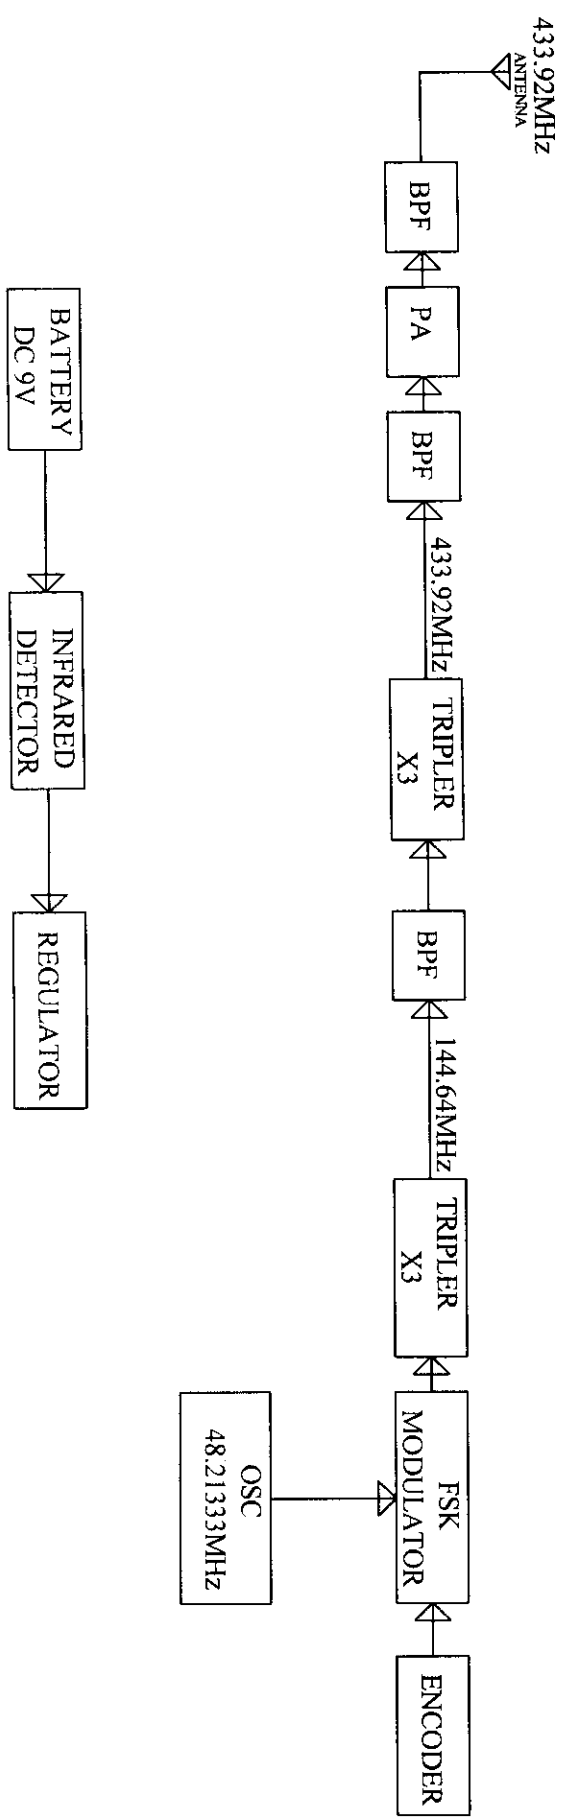 433.92MHz
ANTENNA
BPF
PA
BPF
433.92MHz
TRIPLER
X3
BPF
144.64MHz
TRIPLER
X3
FSK
MODULATOR
ENCODER
OSC
48.21333MHz
BATTERY
DC 9V
INFRARED
DETECTOR
REGULATOR